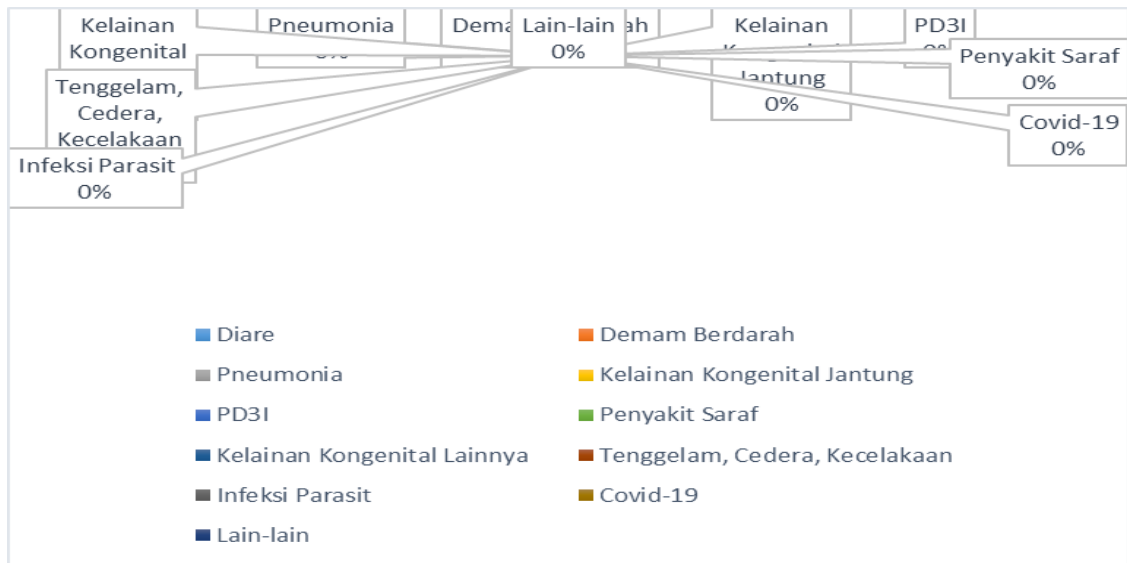 Kelainan
Kongenital
Pneumonia
0%
Lain-lain
0%
Kelainan
Jantung
0%
PD3I
0%
Penyakit Saraf
0%
Tenggelam,
Cedera,
Kecelakaan
Covid-19
0%
Infeksi Parasit
0%
Diare
Demam Berdarah
Pneumonia
Kelainan Kongenital Jantung
PD3I
Penyakit Saraf
Kelainan Kongenital Lainnya
Tenggelam, Cedera, Kecelakaan
Infeksi Parasit
Covid-19
Lain-lain